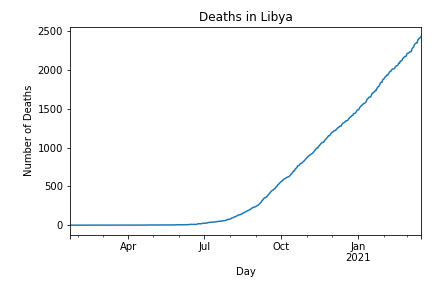 Deaths in Libya
2500
2000
1500
1000
500
0
Number of Deaths
Apr
Jul
Oct
Jan
2021
Day